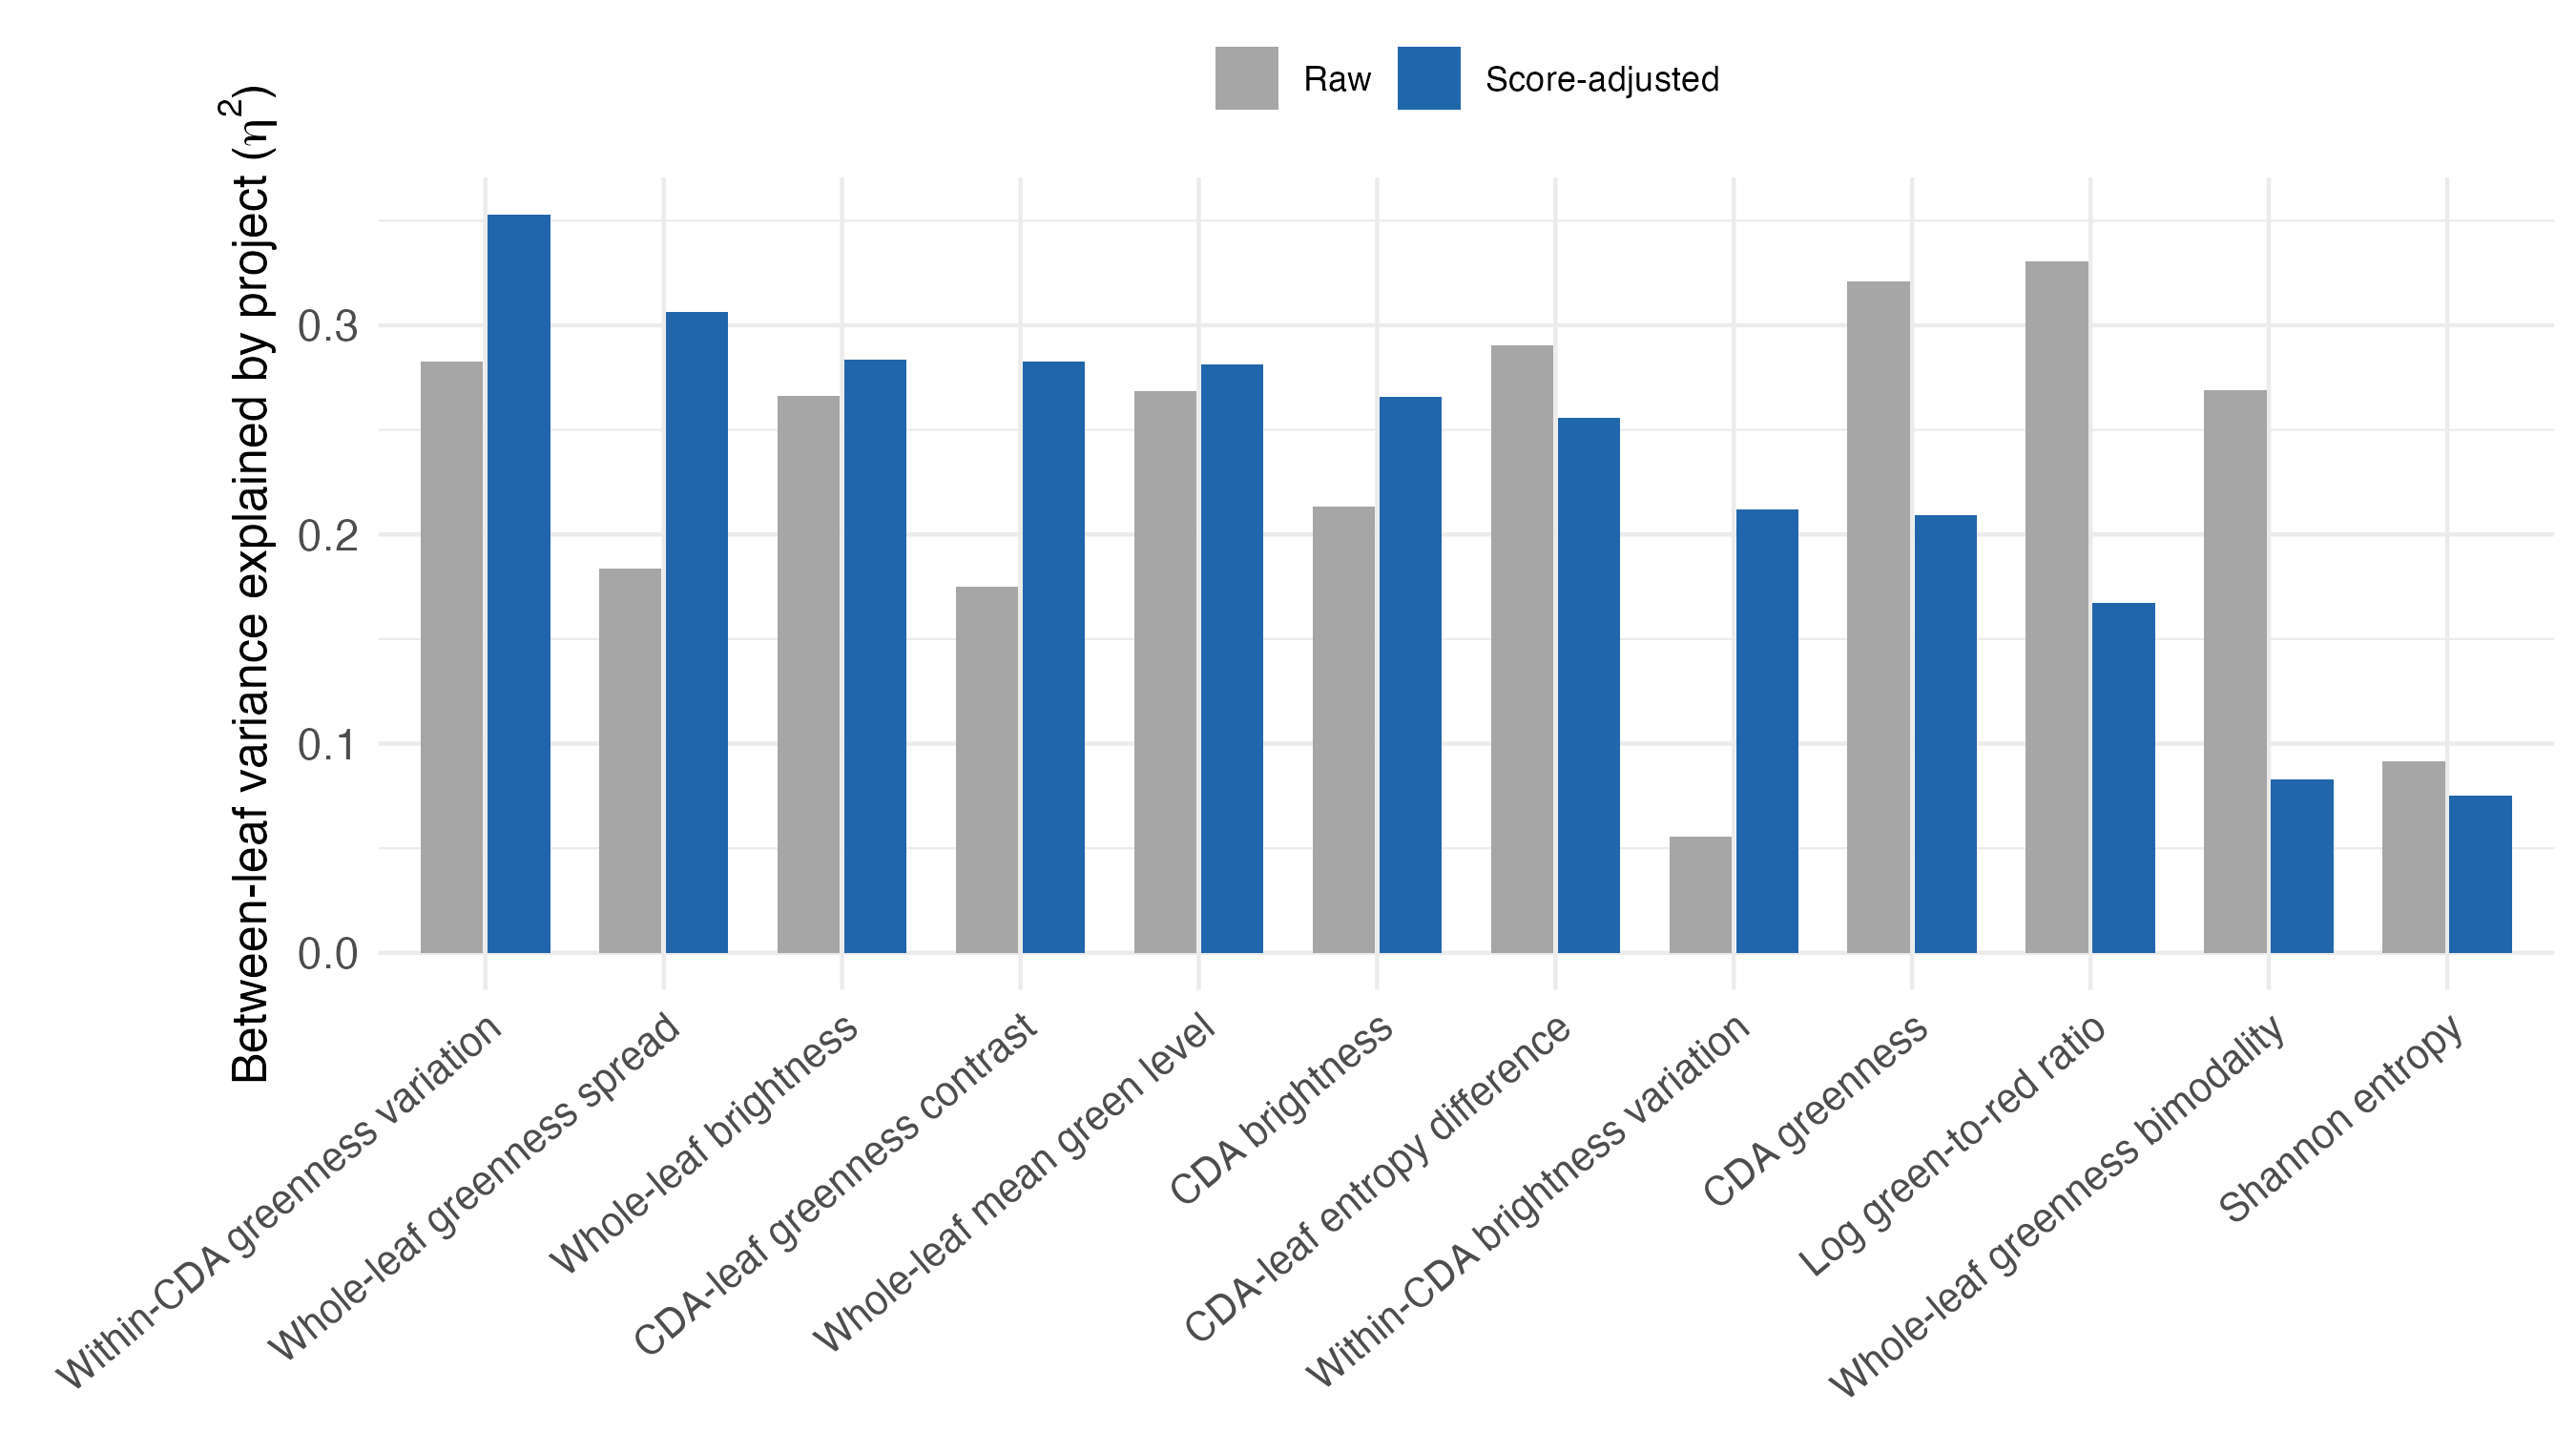 Raw
Score-adjusted
Between-leaf variance explained by project (η²)
0.3
0.2
0.1
0.0
Within-CDA greenness variation
Whole-leaf greenness spread
Whole-leaf brightness
CDA-leaf greenness contrast
Whole-leaf mean green level
CDA brightness
CDA-leaf entropy difference
Within-CDA brightness variation
CDA greenness
Log green-to-red ratio
Whole-leaf greenness bimodality
Shannon entropy